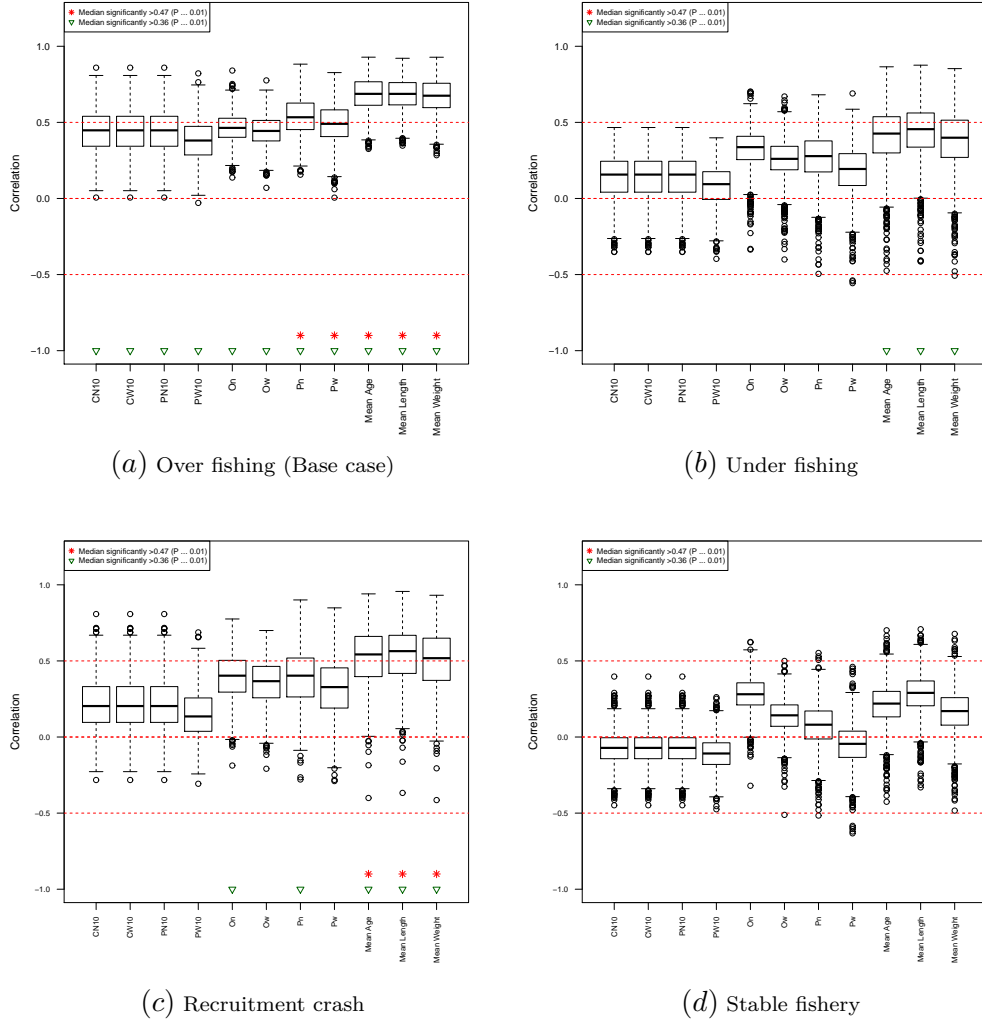 Median significantly >0.47 (P ... 0.01)
Median significantly >0.36 (P ... 0.01)
Correlation
1.0
0.5
0.0
−0.5
−1.0
CN10
CW10
PN10
PW10
On
Ow
Pn
Pw
Mean Age
Mean Length
Mean Weight
(a) Over fishing (Base case)
Median significantly >0.47 (P ... 0.01)
Median significantly >0.36 (P ... 0.01)
Correlation
1.0
0.5
0.0
−0.5
−1.0
CN10
CW10
PN10
PW10
On
Ow
Pn
Pw
Mean Age
Mean Length
Mean Weight
(b) Under fishing
Median significantly >0.47 (P ... 0.01)
Median significantly >0.36 (P ... 0.01)
Correlation
1.0
0.5
0.0
−0.5
−1.0
CN10
CW10
PN10
PW10
On
Ow
Pn
Pw
Mean Age
Mean Length
Mean Weight
(c) Recruitment crash
Median significantly >0.47 (P ... 0.01)
Median significantly >0.36 (P ... 0.01)
Correlation
1.0
0.5
0.0
−0.5
−1.0
CN10
CW10
PN10
PW10
On
Ow
Pn
Pw
Mean Age
Mean Length
Mean Weight
(d) Stable fishery